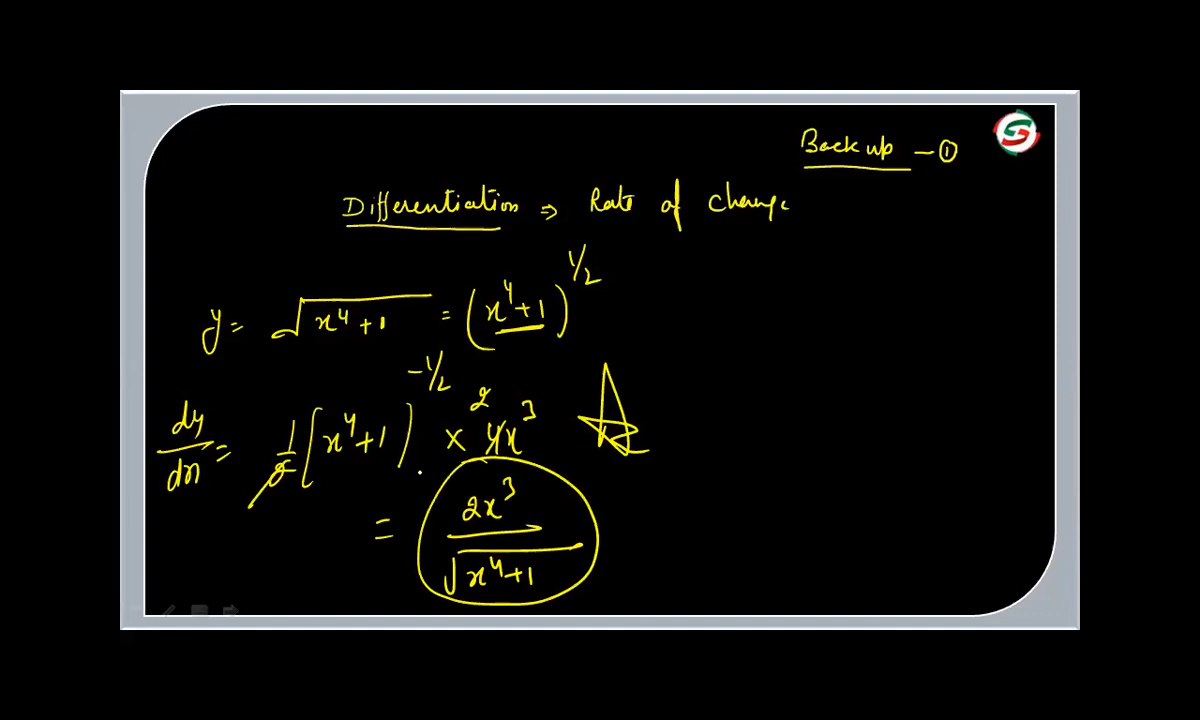 Back up - ①
Differentiation ⇒ Rate of change
y = √(x⁴+1) = (x⁴+1)^1/2
dy/dx = 1/2 (x⁴+1)^-1/2 × 4x³ 2
= 2x³/√(x⁴+1)